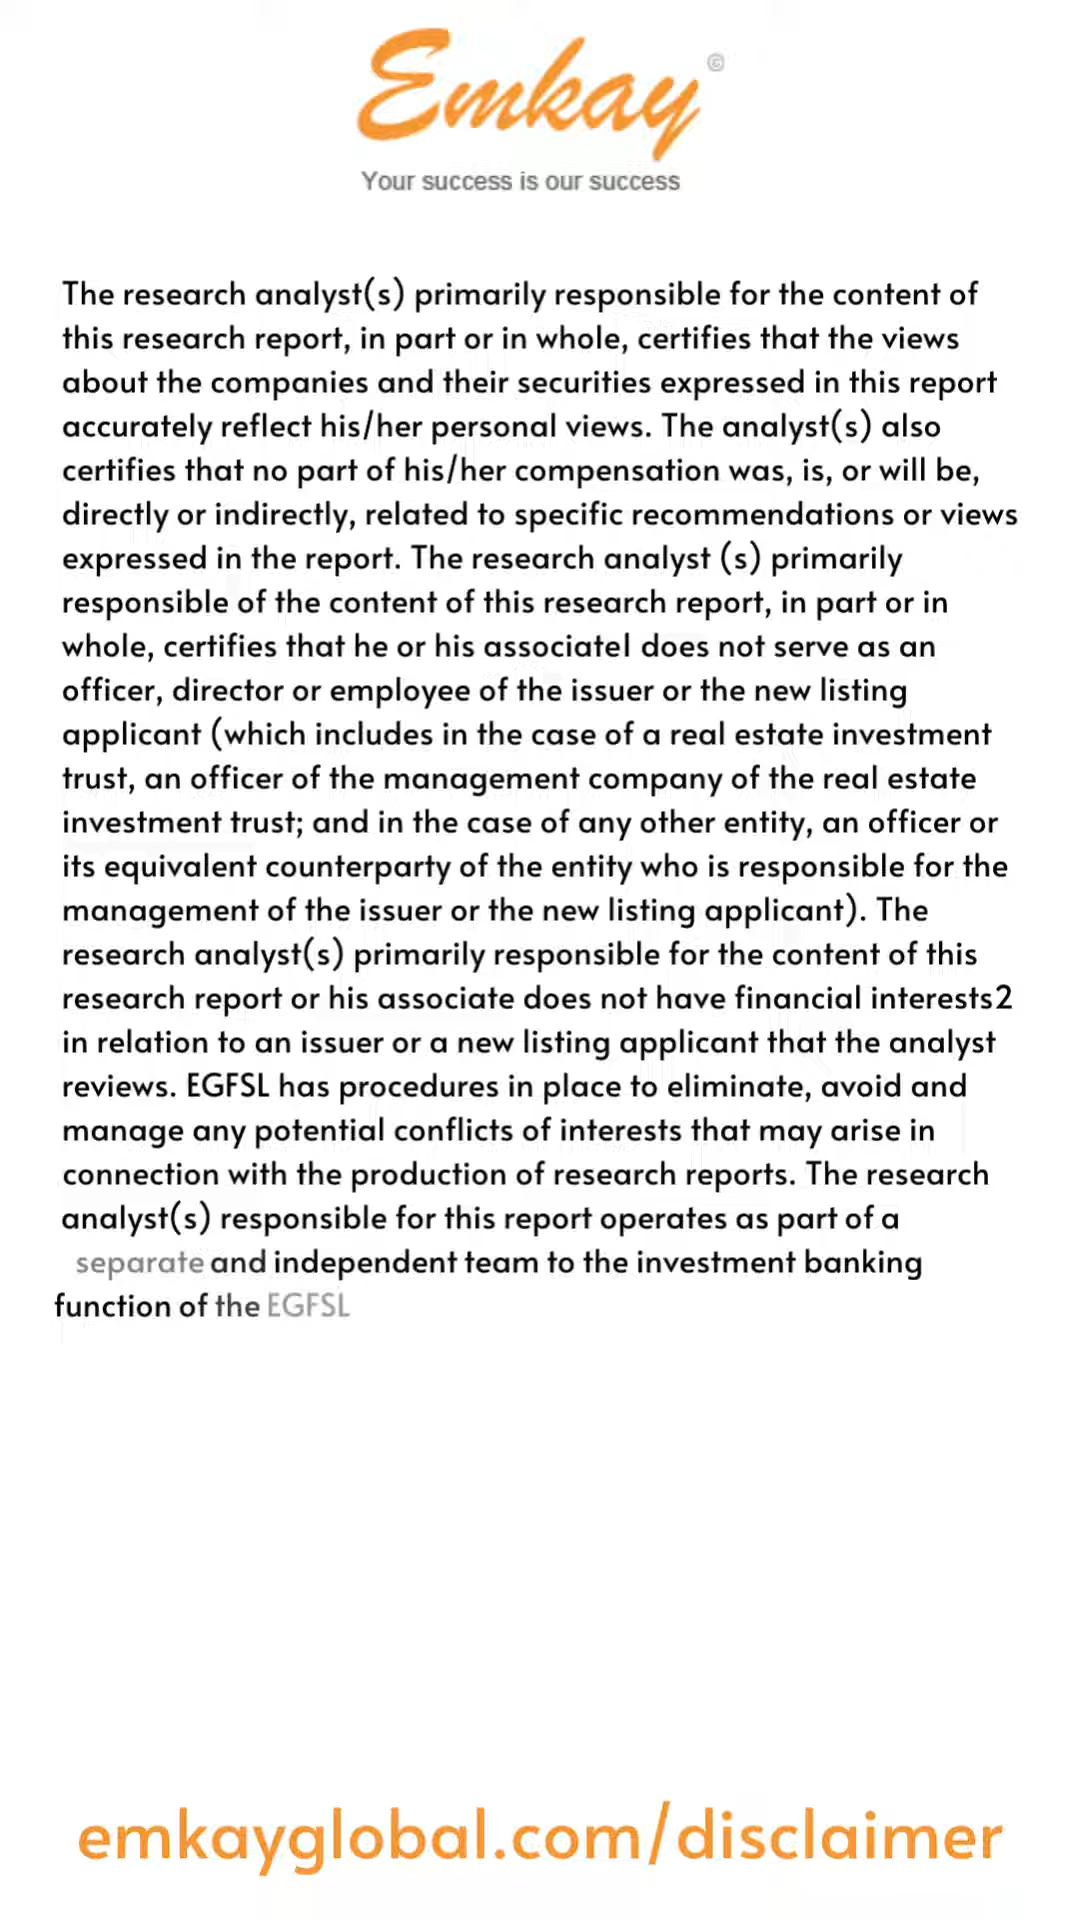 Emkay
Your success is our success
The research analyst(s) primarily responsible for the content of
this research report, in part or in whole, certifies that the views
about the companies and their securities expressed in this report
accurately reflect his/her personal views. The analyst(s) also
certifies that no part of his/her compensation was, is, or will be,
directly or indirectly, related to specific recommendations or views
expressed in the report. The research analyst (s) primarily
responsible of the content of this research report, in part or in
whole, certifies that he or his associatel does not serve as an
officer, director or employee of the issuer or the new listing
applicant (which includes in the case of a real estate investment
trust, an officer of the management company of the real estate
investment trust; and in the case of any other entity, an officer or
its equivalent counterparty of the entity who is responsible for the
management of the issuer or the new listing applicant). The
research analyst(s) primarily responsible for the content of this
research report or his associate does not have financial interests2
in relation to an issuer or a new listing applicant that the analyst
reviews. EGFSL has procedures in place to eliminate, avoid and
manage any potential conflicts of interests that may arise in
connection with the production of research reports. The research
analyst(s) responsible for this report operates as part of a
separate and independent team to the investment banking
function of the EGFSL
emkayglobal.com/disclaimer